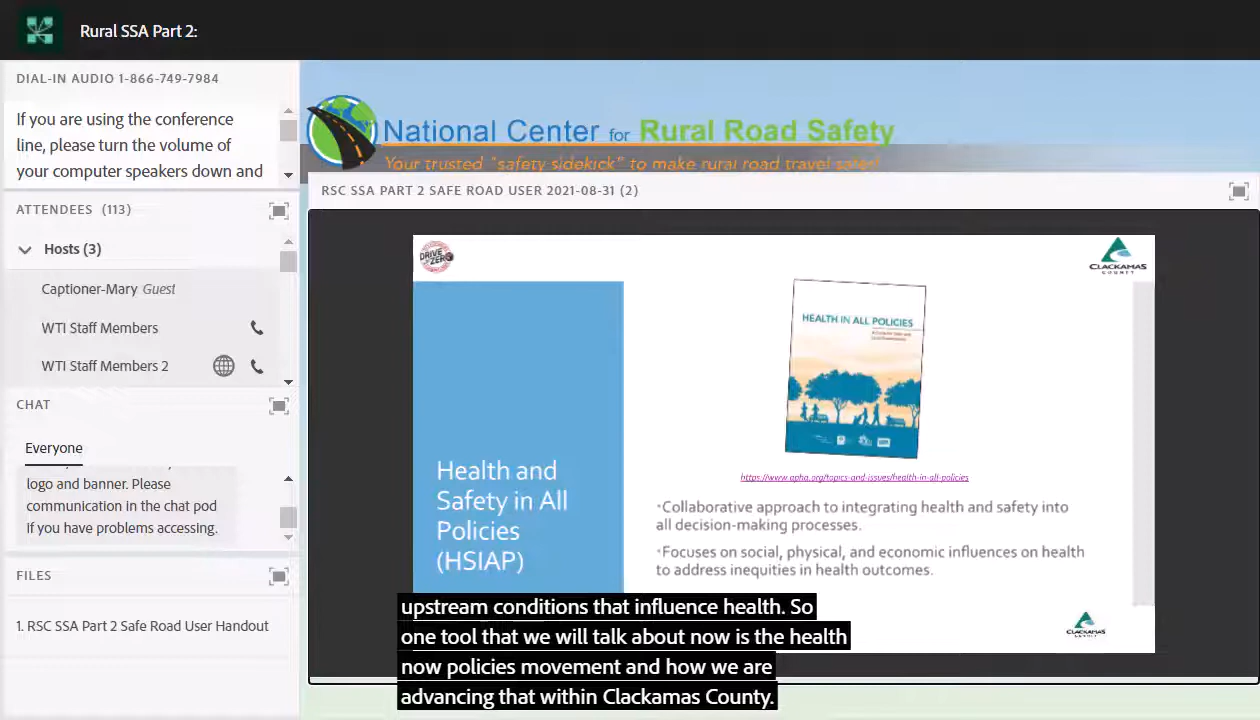 Rural SSA Part 2:
DIAL-IN AUDIO 1-866-749-7984
If you are using the conference
line, please turn the volume of
your computer speakers down and
ATTENDEES (113)
Hosts (3)
Captioner-Mary Guest
WTI Staff Members
WTI Staff Members 2
CHAT
Everyone
logo and banner. Please
communication in the chat pod
if you have problems accessing.
FILES
1. RSC SSA Part 2 Safe Road User Handout
National Center for Rural Road Safety
Your trusted "safety sidekick" to make rural road travel safer!
RSC SSA PART 2 SAFE ROAD USER 2021-08-31 (2)
DRIVE TO ZERO
CLACKAMAS
COUNTY
HEALTH IN ALL POLICIES
https://www.apha.org/topics-and-issues/health-in-all-policies
Health and
Safety in All
Policies
(HSIAP)
*Collaborative approach to integrating health and safety into
all decision-making processes.
*Focuses on social, physical, and economic influences on health
to address inequities in health outcomes.
CLACKAMAS
upstream conditions that influence health. So
one tool that we will talk about now is the health
now policies movement and how we are
advancing that within Clackamas County.